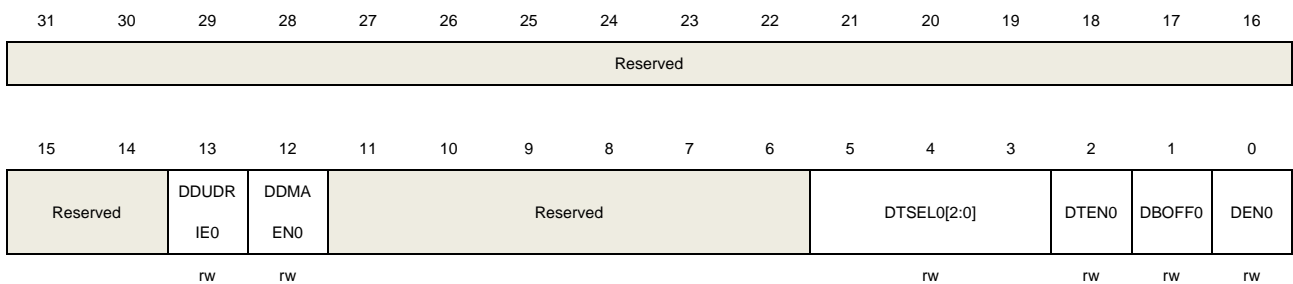 31 30 29 28 27 26 25 24 23 22 21 20 19 18 17 16
Reserved
15 14 13 12 11 10 9 8 7 6 5 4 3 2 1 0
Reserved DDUDR IE0 DDMA EN0 Reserved DTSEL0[2:0] DTEN0 DBOFF0 DEN0
rw rw rw rw rw rw